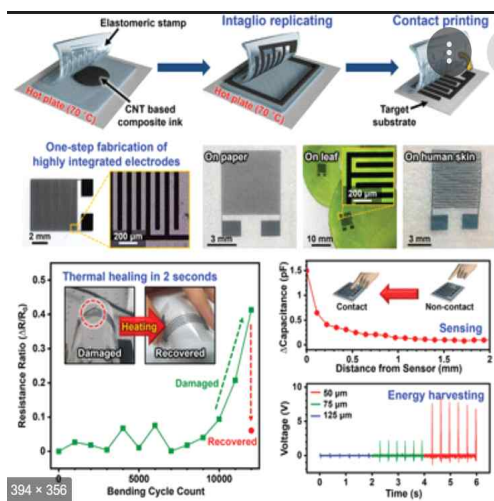 Elastomeric stamp
Intaglio replicating
Contact printing
Hot plate (70 °C)
CNT based
composite ink
Hot plate (70 °C)
Target
substrate
One-step fabrication of
highly integrated electrodes
2 mm
200 μm
On paper
3 mm
On leaf
200 μm
10 mm
On human skin
3 mm
Thermal healing in 2 seconds
Damaged
Heating
Recovered
Damaged
Recovered
Resistance Ratio (ΔR/R₀)
0.5
0.4
0.3
0.2
0.1
0.0
0
5000
10000
Bending Cycle Count
ΔCapacitance (pF)
1.5
1.0
0.5
0.0
Contact
Non-contact
Sensing
0
0.5
1
1.5
2
Distance from Sensor (mm)
Voltage (V)
10
5
0
50 μm
75 μm
125 μm
Energy harvesting
0 1 2 3 4 5 6
Time (s)
394 × 356